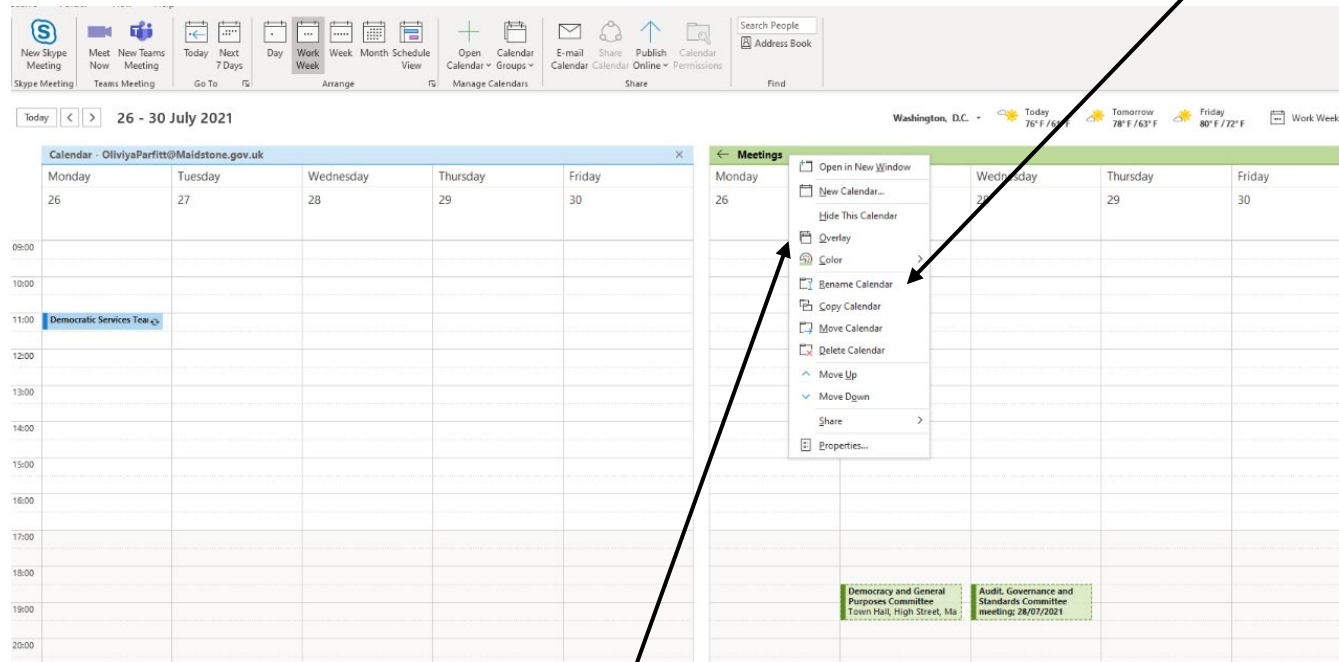 New Skype Meeting
Meet Now
New Teams Meeting
Today
Next 7 Days
Day
Work Week
Week
Month
Schedule View
Open Calendar
Calendar Groups
E-mail Calendar
Share Calendar
Publish Online
Calendar Permissions
Search People
Address Book
Skype Meeting
Teams Meeting
Go To
Arrange
Manage Calendars
Share
Find
Today < > 26 - 30 July 2021
Washington, D.C.
Today
76° F /
Tomorrow
78° F / 63° F
Friday
80° F / 72° F
Work Week
Calendar - OliviyaParfitt@Maidstone.gov.uk ×
Monday Tuesday Wednesday Thursday Friday
26 27 28 29 30
← Meetings
Monday Wednesday Thursday Friday
26 28 29 30
Open in New Window
New Calendar...
Hide This Calendar
Overlay
Color >
Rename Calendar
Copy Calendar
Move Calendar
Delete Calendar
Move Up
Move Down
Share >
Properties...
09:00
10:00
11:00
Democratic Services
12:00
13:00
14:00
15:00
16:00
17:00
18:00
19:00
20:00
Democracy and General
Purposes Committee
Town Hall, High Street, Ma
Audit, Governance and
Standards Committee
meeting; 28/07/2021